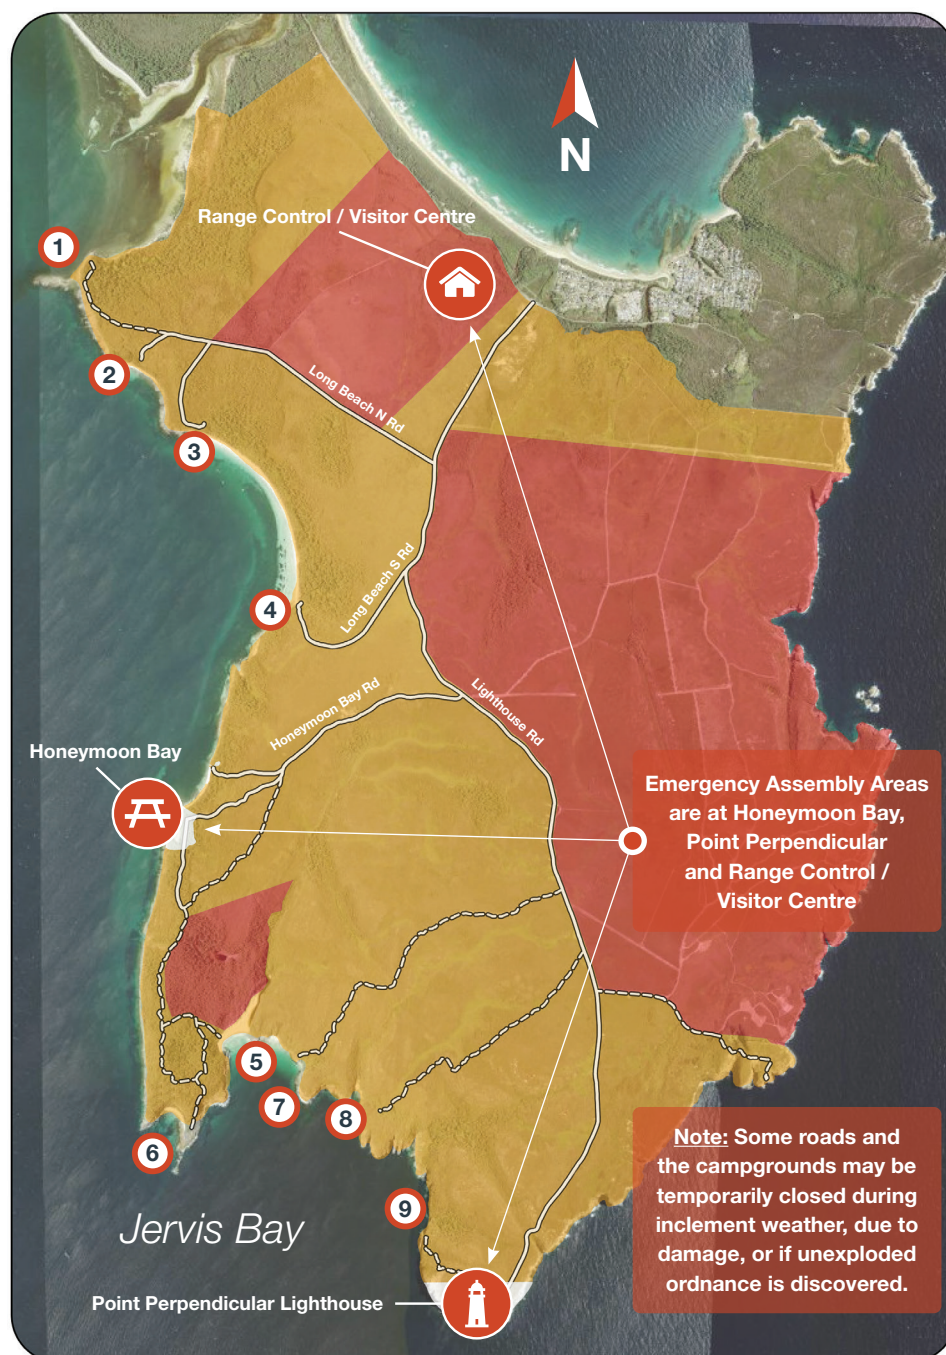 N
Range Control / Visitor Centre
1
2
Long Beach N Rd
3
Long Beach S Rd
4
Honeymoon Bay Rd
Lighthouse Rd
Honeymoon Bay
Emergency Assembly Areas
are at Honeymoon Bay,
Point Perpendicular
and Range Control /
Visitor Centre
5
7
8
6
9
Note: Some roads and
the campgrounds may be
temporarily closed during
inclement weather, due to
damage, or if unexploded
ordnance is discovered.
Jervis Bay
Point Perpendicular Lighthouse